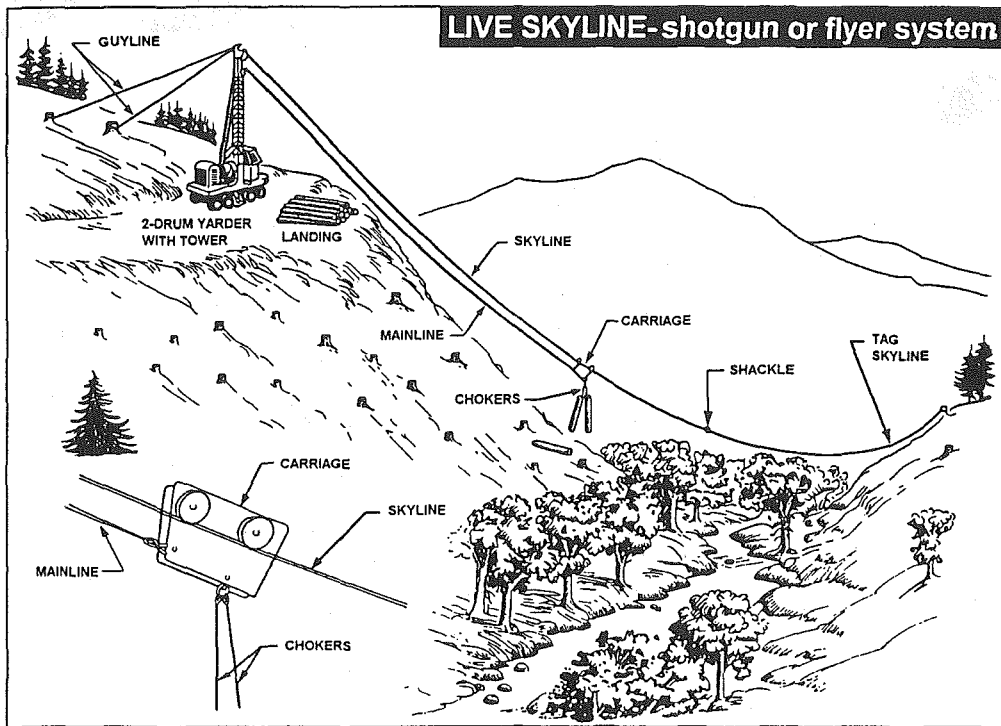 LIVE SKYLINE-shotgun or flyer system
GUYLINE
2-DRUM YARDER
WITH TOWER
LANDING
SKYLINE
MAINLINE
CARRIAGE
TAG
SKYLINE
SHACKLE
CHOKERS
CARRIAGE
SKYLINE
MAINLINE
CHOKERS